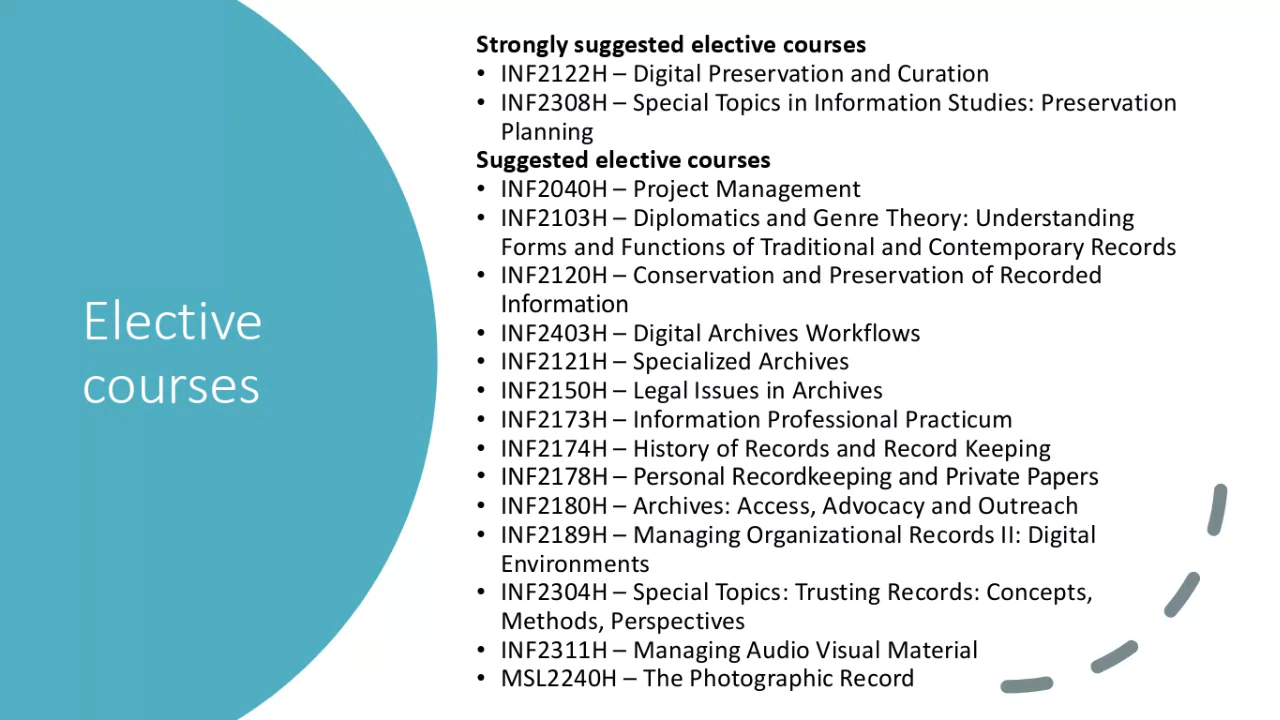 Elective
courses
Strongly suggested elective courses
• INF2122H – Digital Preservation and Curation
• INF2308H – Special Topics in Information Studies: Preservation
Planning
Suggested elective courses
• INF2040H – Project Management
• INF2103H – Diplomatics and Genre Theory: Understanding
Forms and Functions of Traditional and Contemporary Records
• INF2120H – Conservation and Preservation of Recorded
Information
• INF2403H – Digital Archives Workflows
• INF2121H – Specialized Archives
• INF2150H – Legal Issues in Archives
• INF2173H – Information Professional Practicum
• INF2174H – History of Records and Record Keeping
• INF2178H – Personal Recordkeeping and Private Papers
• INF2180H – Archives: Access, Advocacy and Outreach
• INF2189H – Managing Organizational Records II: Digital
Environments
• INF2304H – Special Topics: Trusting Records: Concepts,
Methods, Perspectives
• INF2311H – Managing Audio Visual Material
• MSL2240H – The Photographic Record